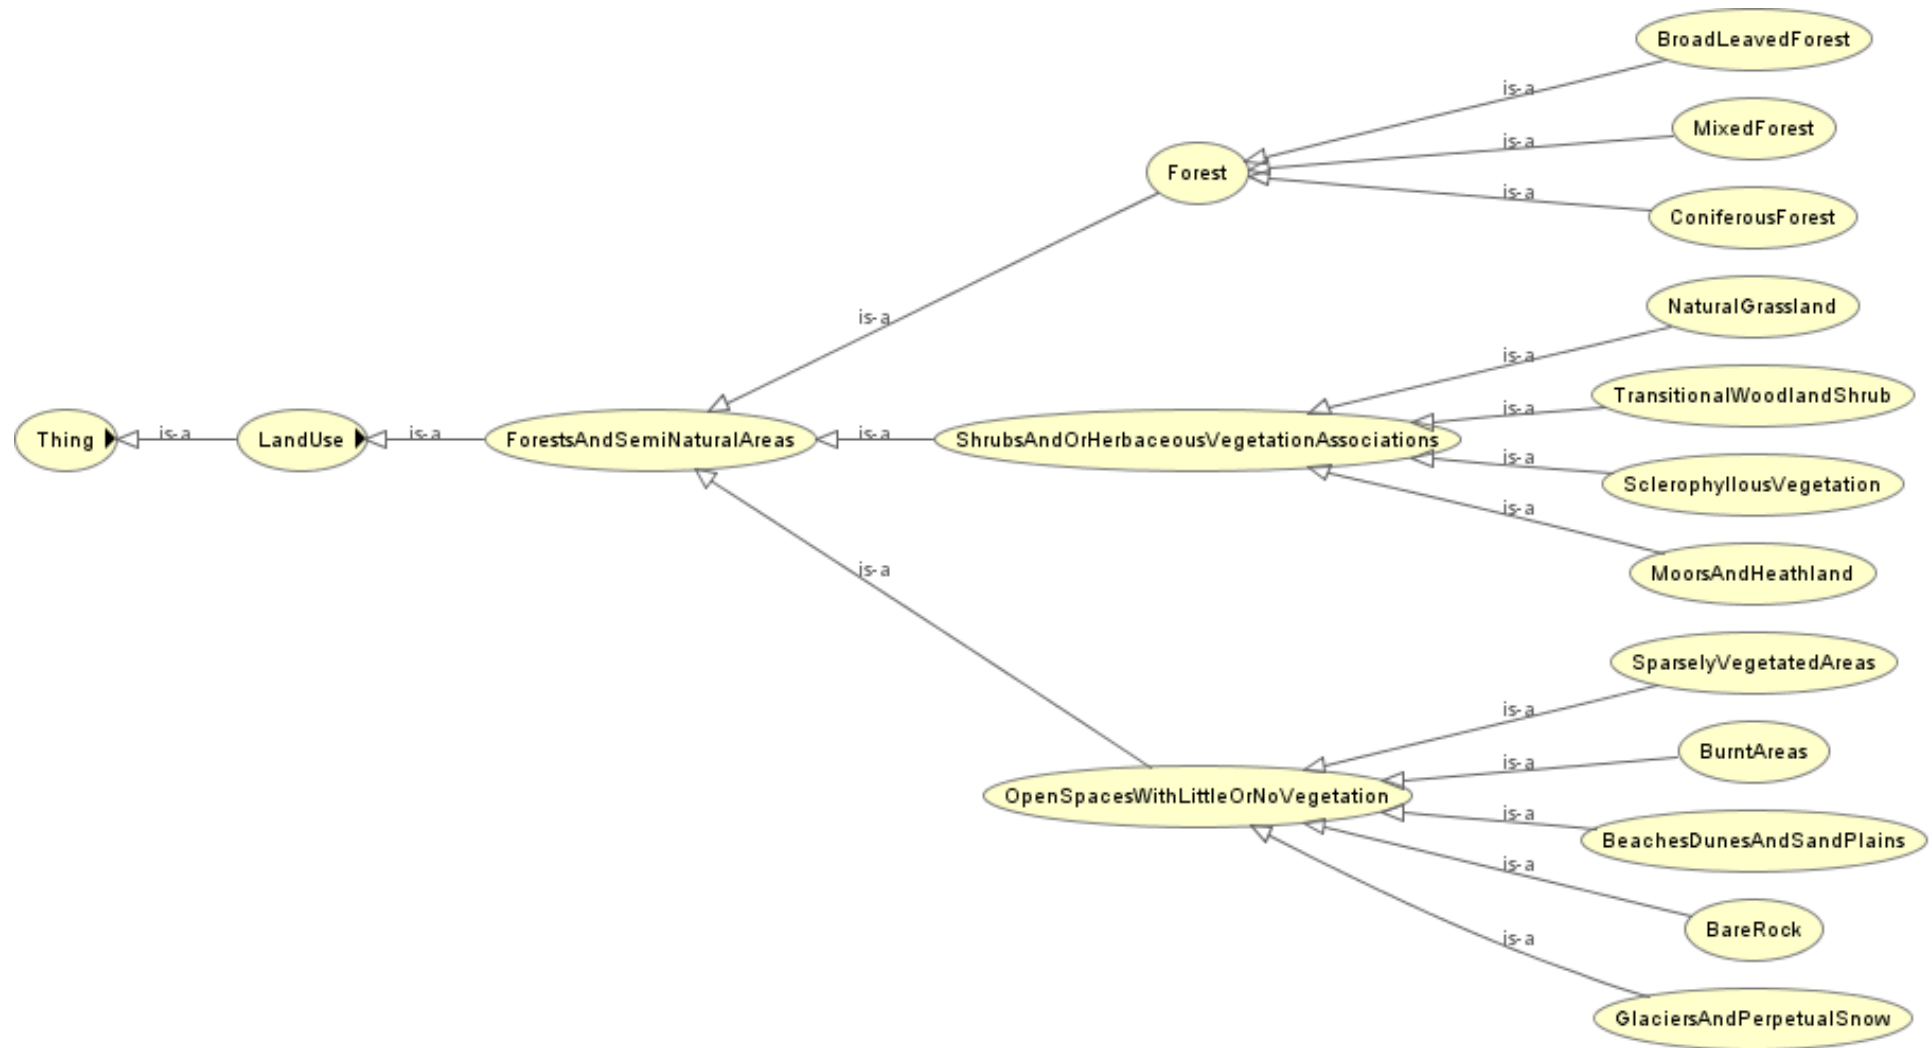 BroadLeavedForest
is-a
MixedForest
is-a
Forest
is-a
ConiferousForest
NaturalGrassland
is-a
is-a
TransitionalWoodlandShrub
is-a
Thing
is-a
LandUse
is-a
ForestsAndSemiNaturalAreas
is-a
ShrubsAndOrHerbaceousVegetationAssociations
is-a
SclerophyllousVegetation
is-a
is-a
MoorsAndHeathland
SparselyVegetatedAreas
is-a
BurntAreas
is-a
OpenSpacesWithLittleOrNoVegetation
is-a
BeachesDunesAndSandPlains
is-a
BareRock
is-a
GlaciersAndPerpetualSnow